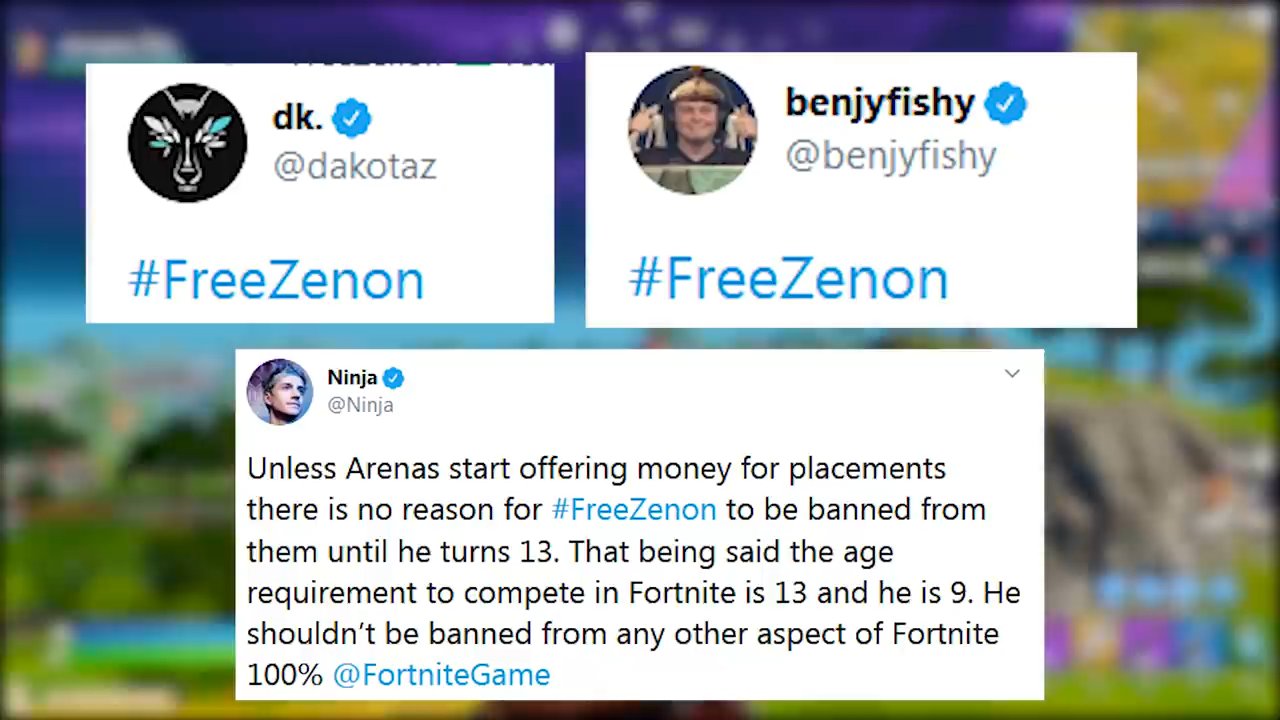 dk.
@dakotaz
#FreeZenon
benjyfishy
@benjyfishy
#FreeZenon
Ninja
@Ninja
Unless Arenas start offering money for placements
there is no reason for #FreeZenon to be banned from
them until he turns 13. That being said the age
requirement to compete in Fortnite is 13 and he is 9. He
shouldn't be banned from any other aspect of Fortnite
100% @FortniteGame